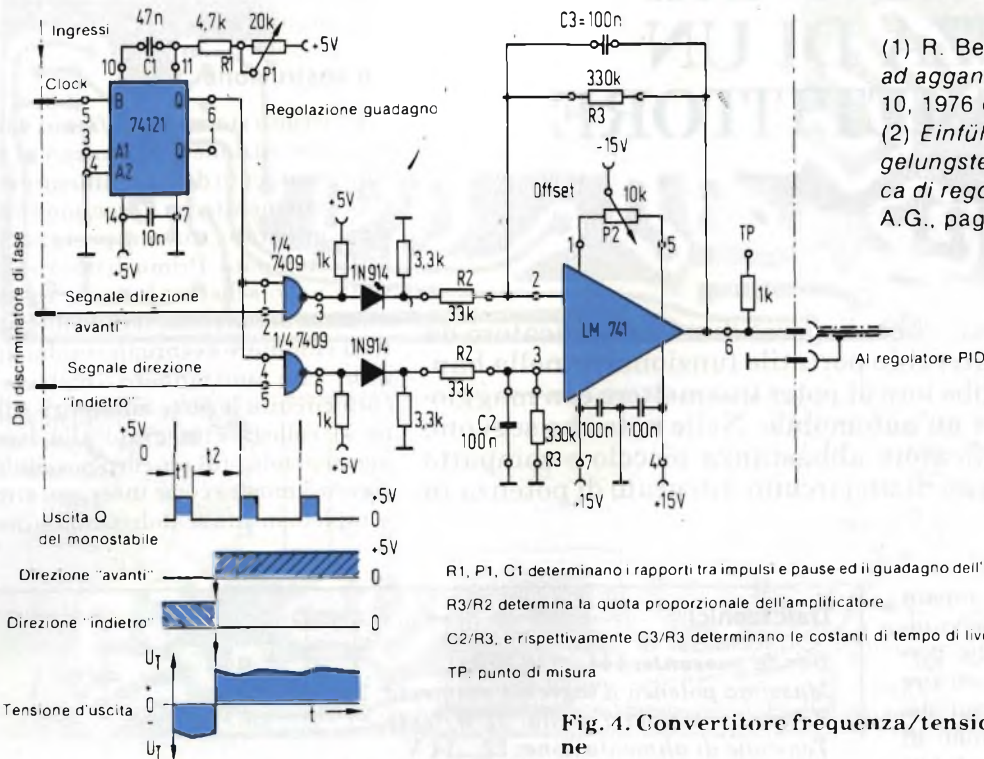 Ingressi
47n
4,7k
20k
+5V
10
C1
11
R1
P1
Clock
B
Q
5
6
74121
Regolazione guadagno
3
A1
Q
1
4
A2
14
7
10n
+5V
Dal discriminatore di fase
Segnale direzione
"avanti"
1/4
7409
3
+5V
1k
1N914
3,3k
R2
33k
Segnale direzione
"indietro"
1/4 7409
4
5
6
1N914
1k
+5V
3,3k
R2
33k
C3=100n
330k
R3
-15V
Offset
10k
P2
1
5
2
LM 741
3
6
C2
100n
330k
R3
100n
100n
7
4
+15V
+15V
TP
1k
Al regolatore PID
+5V
0
t1
t2
Uscita Q
del monostabile
+5V
0
Direzione "avanti"
+5V
0
Direzione "indietro"
0
Tensione d'uscita
UT
+
0
-
UT
t
R1, P1, C1 determinano i rapporti tra impulsi e pause ed il guadagno dell'
R3/R2 determina la quota proporzionale dell'amplificatore
C2/R3, e rispettivamente C3/R3 determinano le costanti di tempo di
TP: punto di misura
Fig. 4. Convertitore frequenza/tensio
ne
(1) R. Be
ad aggan
10, 1976
(2) Einfüh
gelungste
ca di rego
A.G., pag